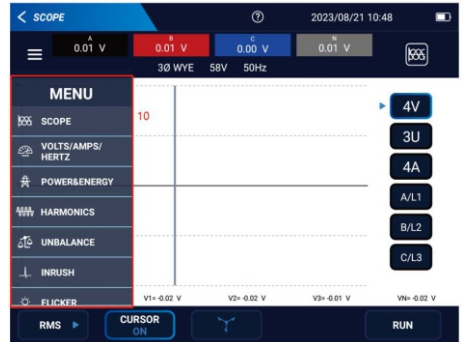 < SCOPE ? 2023/08/21 10:48
A B C N
0.01 V 0.01 V 0.00 V 0.01 V
3Ø WYE 58V 50Hz
MENU
SCOPE
VOLTS/AMPS/
HERTZ
POWER&ENERGY
HARMONICS
UNBALANCE
INRUSH
FLICKER
10
4V
3U
4A
A/L1
B/L2
C/L3
V1= -0.02 V V2= -0.02 V V3= -0.01 V VN= -0.02 V
RMS
CURSOR
ON
RUN